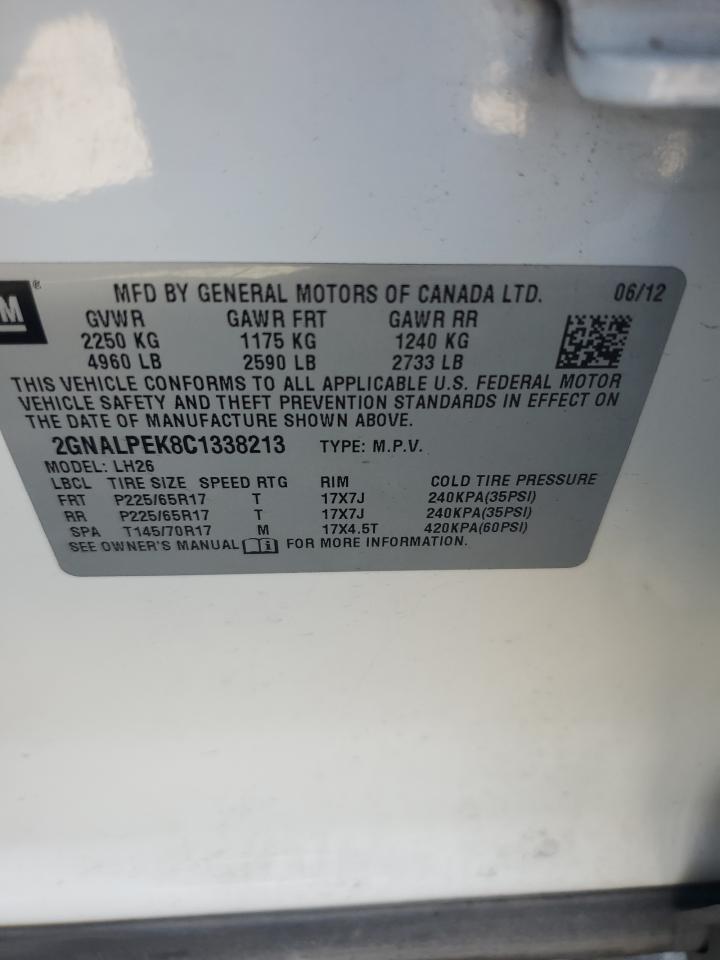 M®
MFD BY GENERAL MOTORS OF CANADA LTD. 06/12
GVWR GAWR FRT GAWR RR
2250 KG 1175 KG 1240 KG
4960 LB 2590 LB 2733 LB
THIS VEHICLE CONFORMS TO ALL APPLICABLE U.S. FEDERAL MOTOR
VEHICLE SAFETY AND THEFT PREVENTION STANDARDS IN EFFECT ON
THE DATE OF MANUFACTURE SHOWN ABOVE.
2GNALPEK8C1338213 TYPE: M.P.V.
MODEL: LH26
LBCL TIRE SIZE SPEED RTG RIM COLD TIRE PRESSURE
FRT P225/65R17 T 17X7J 240KPA(35PSI)
RR P225/65R17 T 17X7J 240KPA(35PSI)
SPA T145/70R17 M 17X4.5T 420KPA(60PSI)
SEE OWNER'S MANUAL FOR MORE INFORMATION.